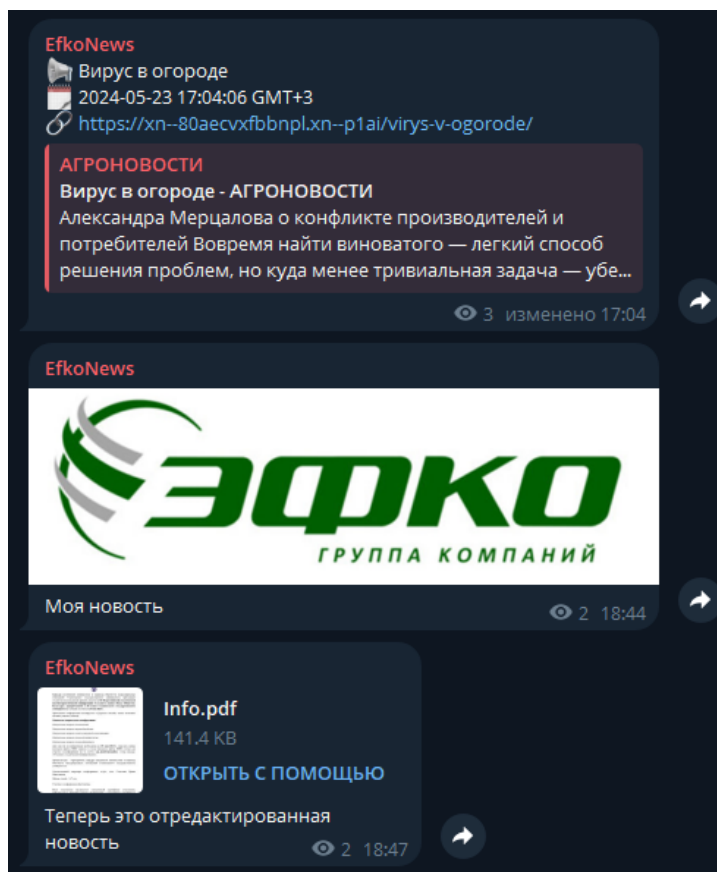 EfkoNews
Вирус в огороде
2024-05-23 17:04:06 GMT+3
https://xn--80aecvxfbbnpl.xn--p1ai/virys-v-ogorode/
АГРОНОВОСТИ
Вирус в огороде - АГРОНОВОСТИ
Александра Мерцалова о конфликте производителей и
потребителей Вовремя найти виноватого — легкий способ
решения проблем, но куда менее тривиальная задача — убе...
3 изменено 17:04
EfkoNews
ЭФКО
ГРУППА КОМПАНИЙ
Моя новость
2 18:44
EfkoNews
Info.pdf
141.4 KB
ОТКРЫТЬ С ПОМОЩЬЮ
Теперь это отредактированная
новость
2 18:47